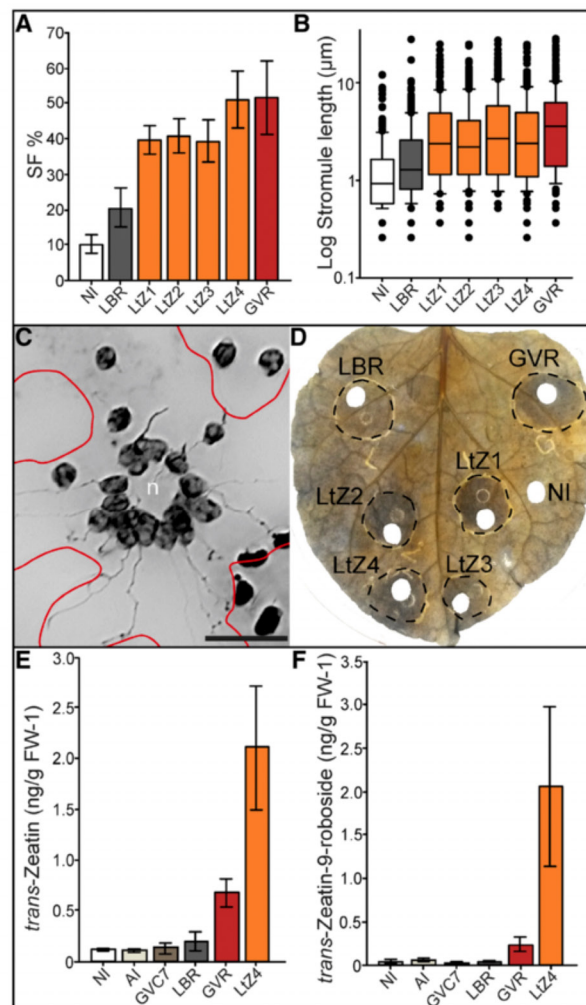 A
SF %
70
60
50
40
30
20
10
0
NI
LBR
LtZ1
LtZ2
LtZ3
LtZ4
GVR
B
Log Stromule length (µm)
10
1
0.1
NI
LBR
LtZ1
LtZ2
LtZ3
LtZ4
GVR
C
n
D
LBR
GVR
LtZ1
LtZ2
NI
LtZ4
LtZ3
E
trans-Zeatin (ng/g FW-1)
3.0
2.5
2.0
1.5
1.0
0.5
0
NI
AI
GVC7
LBR
GVR
LtZ4
F
trans-Zeatin-9-roboside (ng/g FW-1)
3.5
3.0
2.5
2.0
1.5
1.0
0.5
0
NI
AI
GVC7
LBR
GVR
LtZ4